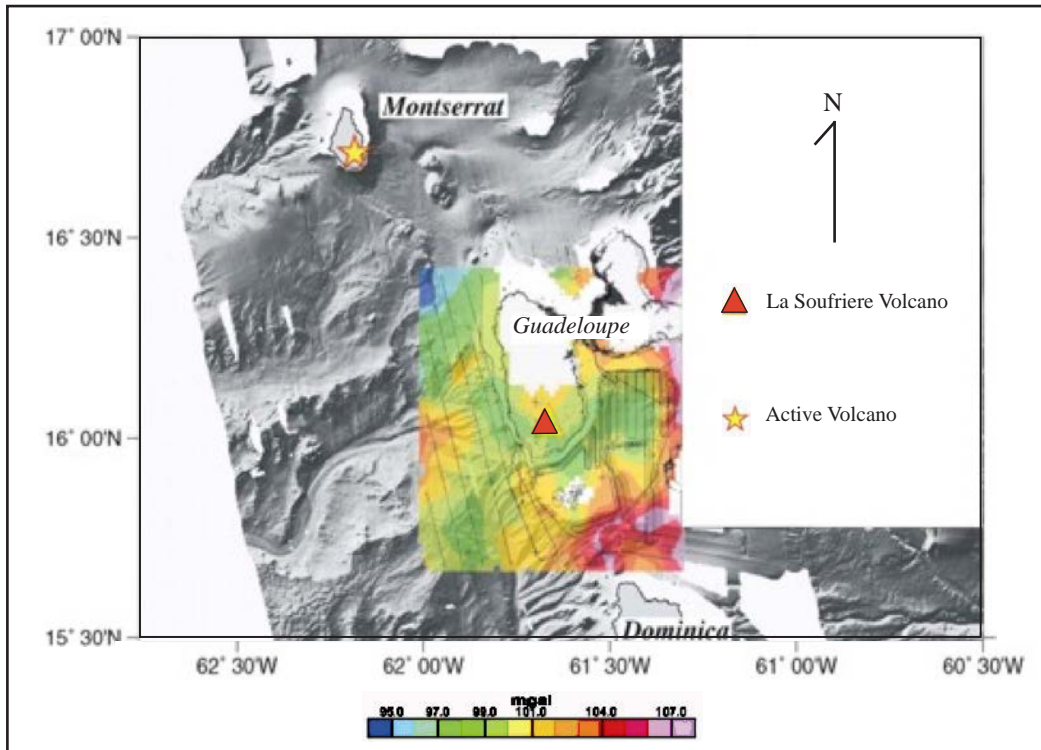 17° 00'N
Montserrat
N
16° 30'N
La Soufriere Volcano
Guadeloupe
Active Volcano
16° 00'N
15° 30'N
Dominica
62° 30'W
62° 00'W
61° 30'W
61° 00'W
60° 30'W
mgal
95.0 97.0 99.0 101.0 104.0 107.0